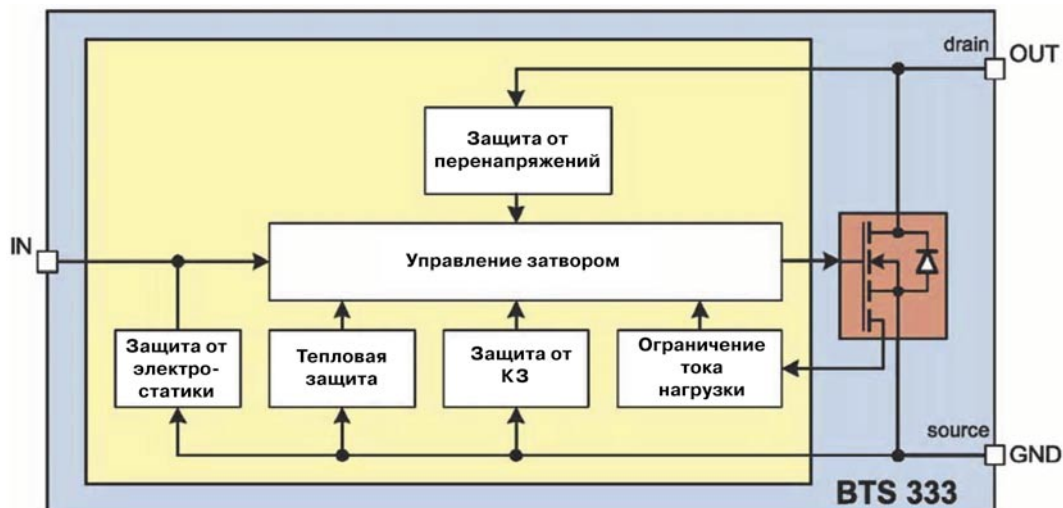 drain
OUT
Защита от
перенапряжений
IN
Управление затвором
Защита от
электро-
статики
Тепловая
защита
Защита от
КЗ
Ограничение
тока
нагрузки
source
GND
BTS 333